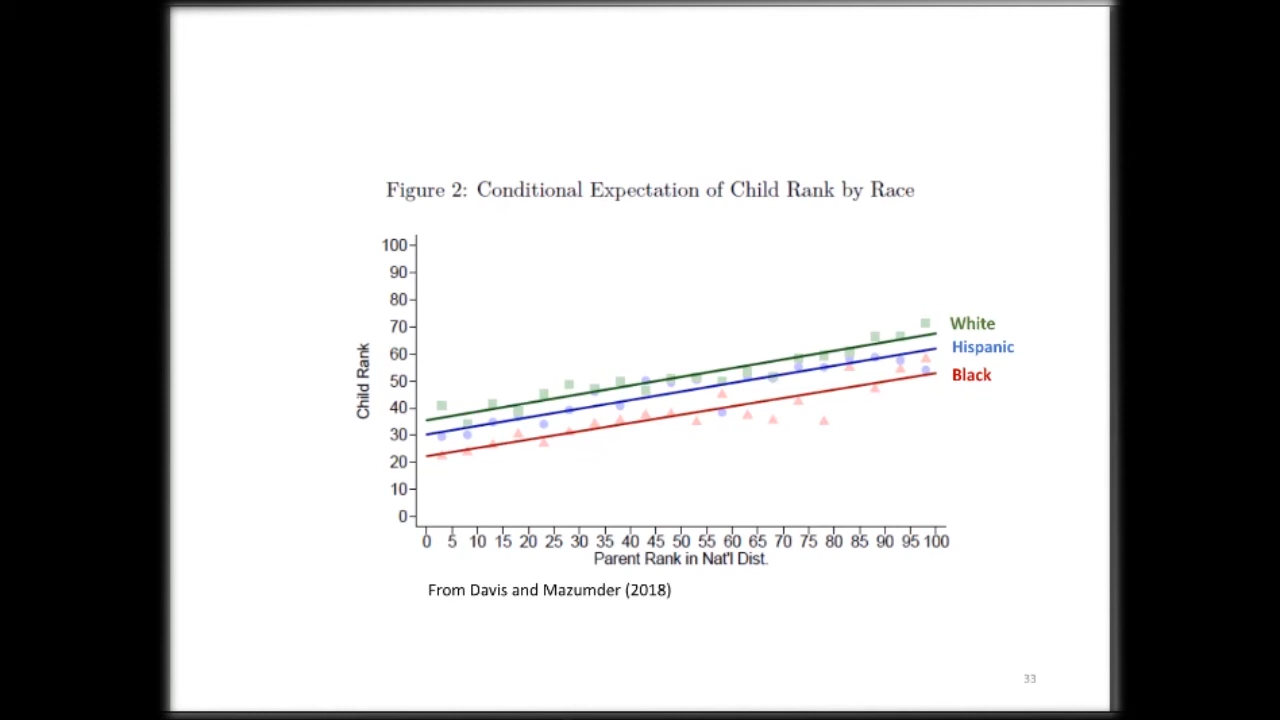 Figure 2: Conditional Expectation of Child Rank by Race
100
90
80
70
60
50
40
30
20
10
0
Child Rank
White
Hispanic
Black
0 5 10 15 20 25 30 35 40 45 50 55 60 65 70 75 80 85 90 95 100
Parent Rank in Nat'l Dist.
From Davis and Mazumder (2018)
33